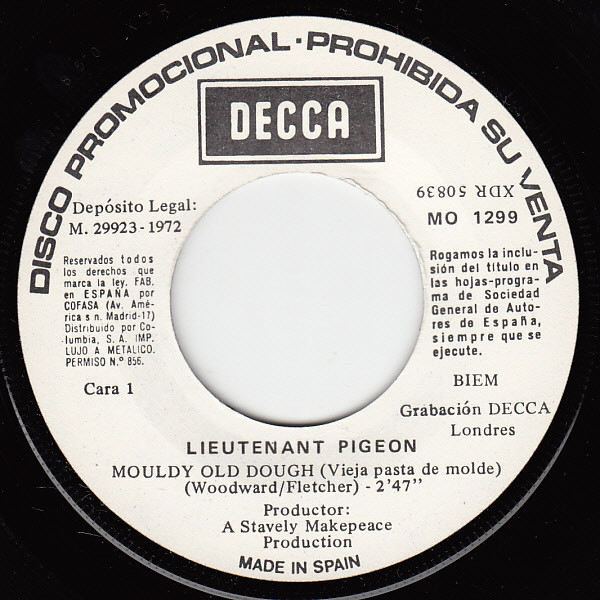 DISCO PROMOCIONAL · PROHIBIDA SU VENTA
DECCA
Depósito Legal:
M. 29923-1972
XDR 50839
MO 1299
Reservados todos
los derechos que
marca la ley. FAB.
en ESPAÑA por
COFASA (Av. Amé-
rica s n. Madrid-17)
Distribuido por Co-
lumbia, S. A. IMP.
LUJO A METALICO.
PERMISO N.º 856.
Cara 1
Rogamos la inclu-
sión del título en
las hojas-progra-
ma de Sociedad
General de Auto-
res de España,
siempre que se
ejecute.
BIEM
Grabación DECCA
Londres
LIEUTENANT PIGEON
MOULDY OLD DOUGH (Vieja pasta de molde)
(Woodward/Fletcher) - 2'47"
Productor:
A Stavely Makepeace
Production
MADE IN SPAIN